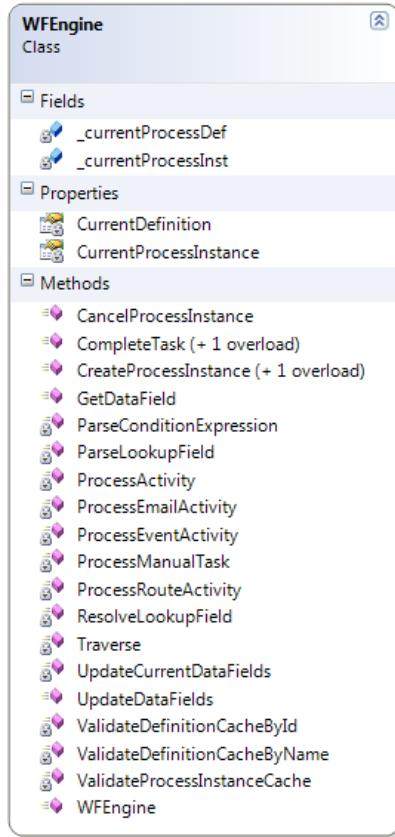 WFEngine
Class
Fields
_currentProcessDef
_currentProcessInst
Properties
CurrentDefinition
CurrentProcessInstance
Methods
CancelProcessInstance
CompleteTask (+ 1 overload)
CreateProcessInstance (+ 1 overload)
GetDataField
ParseConditionExpression
ParseLookupField
ProcessActivity
ProcessEmailActivity
ProcessEventActivity
ProcessManualTask
ProcessRouteActivity
ResolveLookupField
Traverse
UpdateCurrentDataFields
UpdateDataFields
ValidateDefinitionCacheById
ValidateDefinitionCacheByName
ValidateProcessInstanceCache
WFEngine